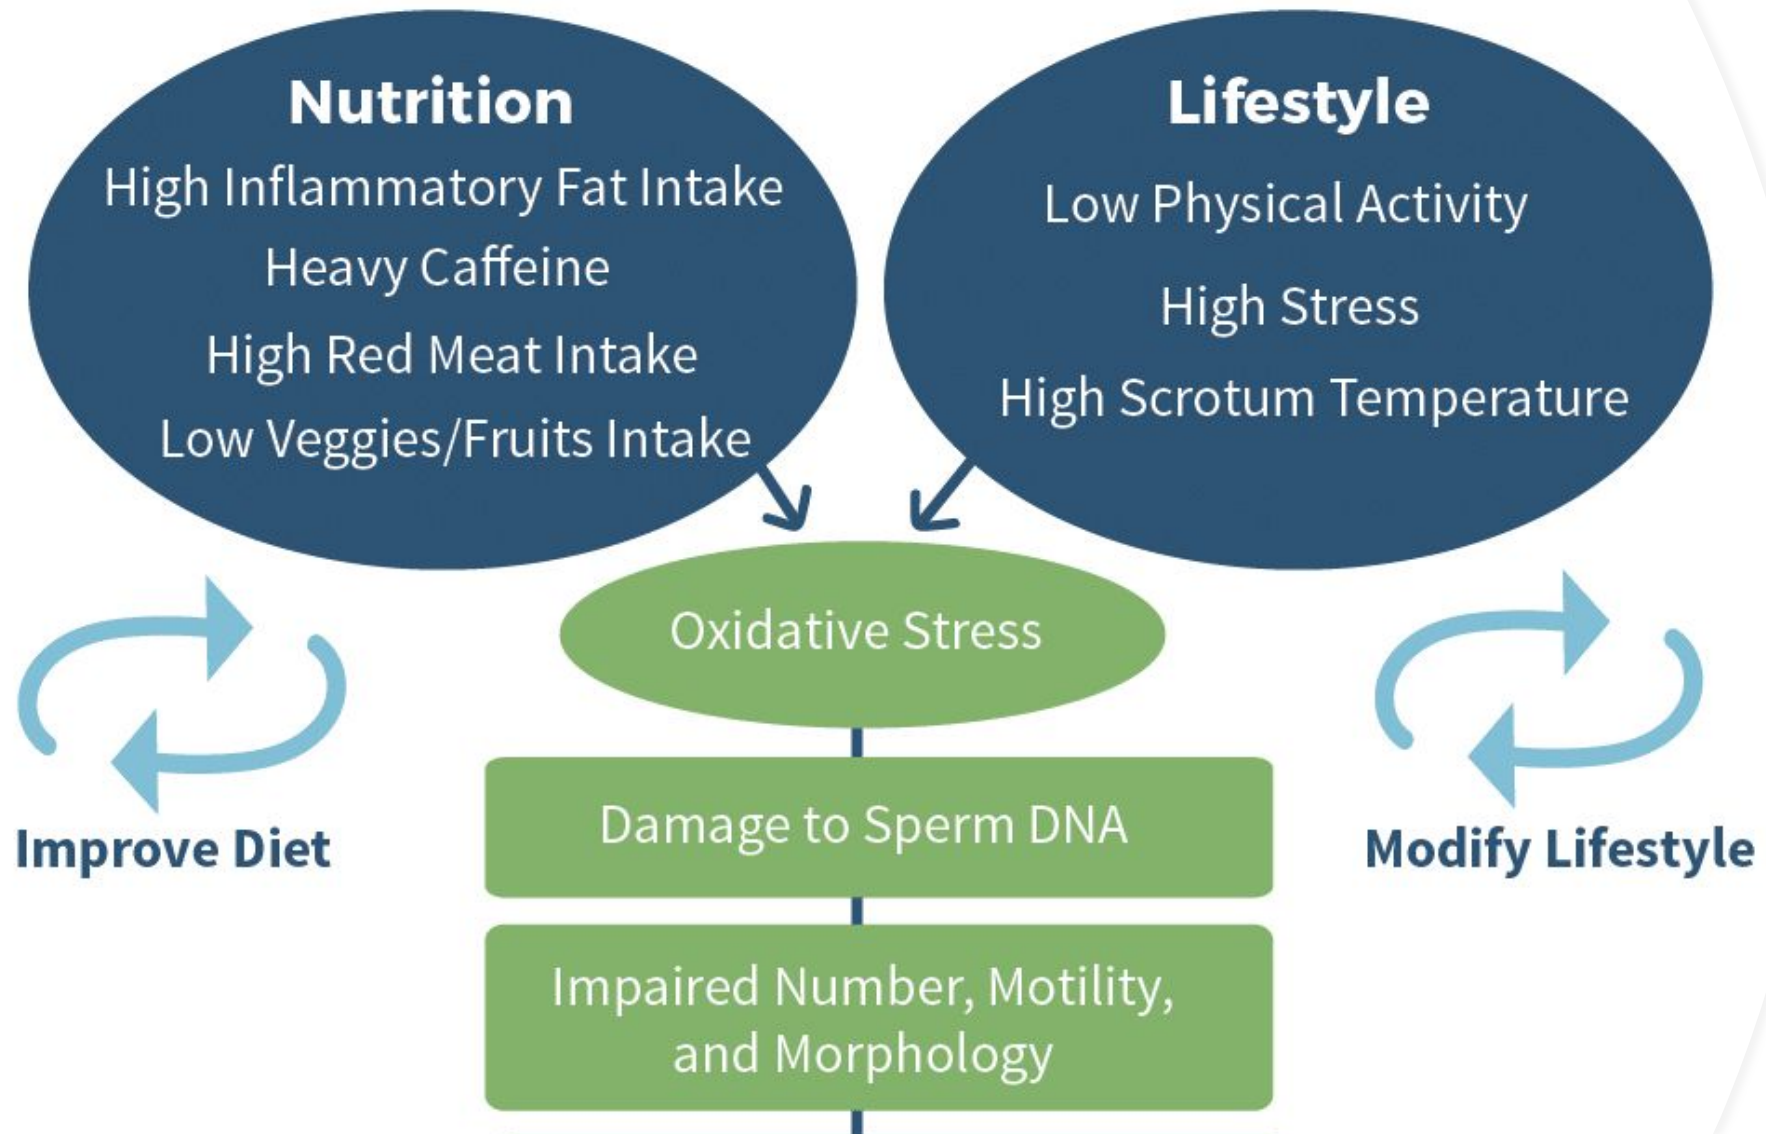 Nutrition
High Inflammatory Fat Intake
Heavy Caffeine
High Red Meat Intake
Low Veggies/Fruits Intake
Lifestyle
Low Physical Activity
High Stress
High Scrotum Temperature
Oxidative Stress
Improve Diet
Modify Lifestyle
Damage to Sperm DNA
Impaired Number, Motility,
and Morphology